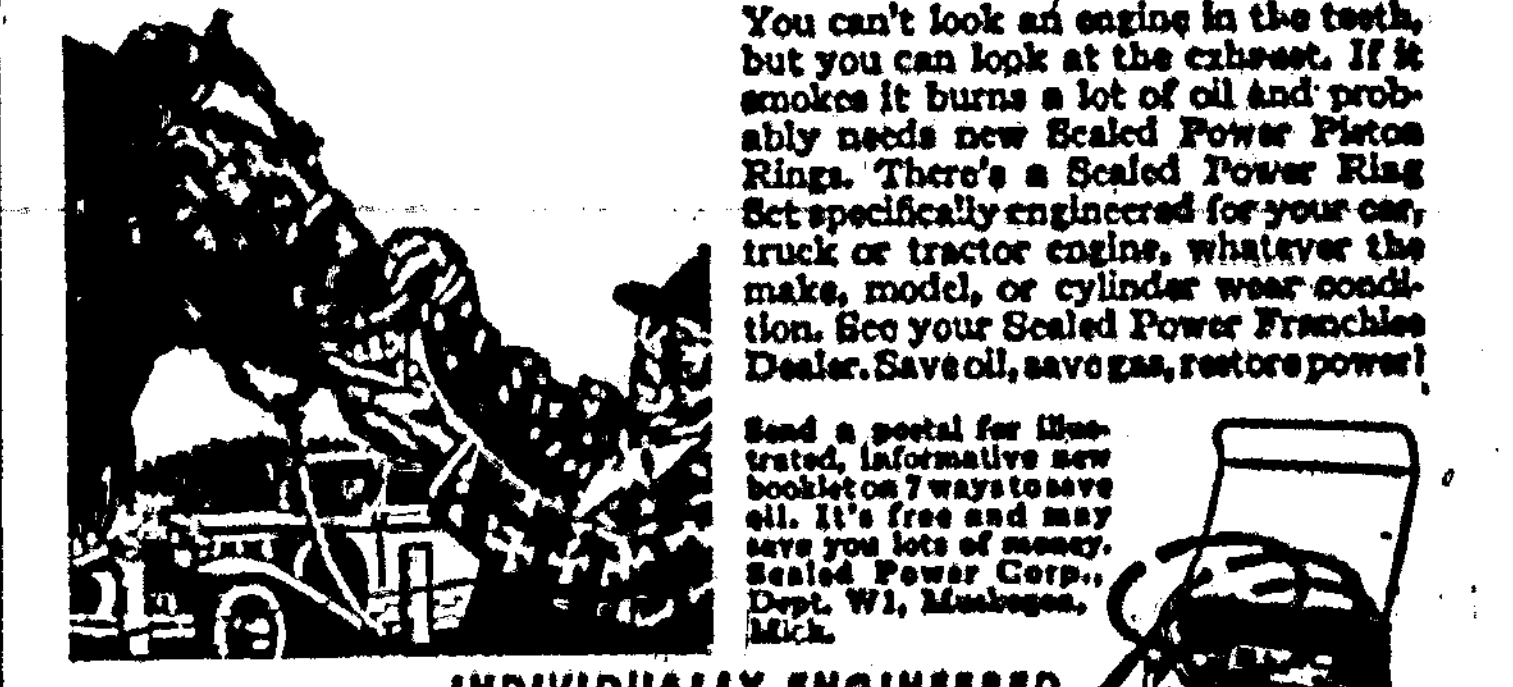 You can't look an engine in the teeth,
but you can look at the exhaust. If it
smokes it burns a lot of oil and prob-
ably needs new Sealed Power Piston
Rings. There's a Sealed Power Ring
Set specifically engineered for your car,
truck or tractor engine, whatever the
make, model, or cylinder wear condi-
tion. See your Sealed Power Franchise
Dealer. Save oil, save gas, restore power!
Send a postal for illus-
trated, informative new
booklet on 7 ways to save
oil. It's free and may
save you lots of money.
Sealed Power Corp.,
Dept. W1, Muskegon,
Mich.
INDIVIDUALLY ENGINEERED